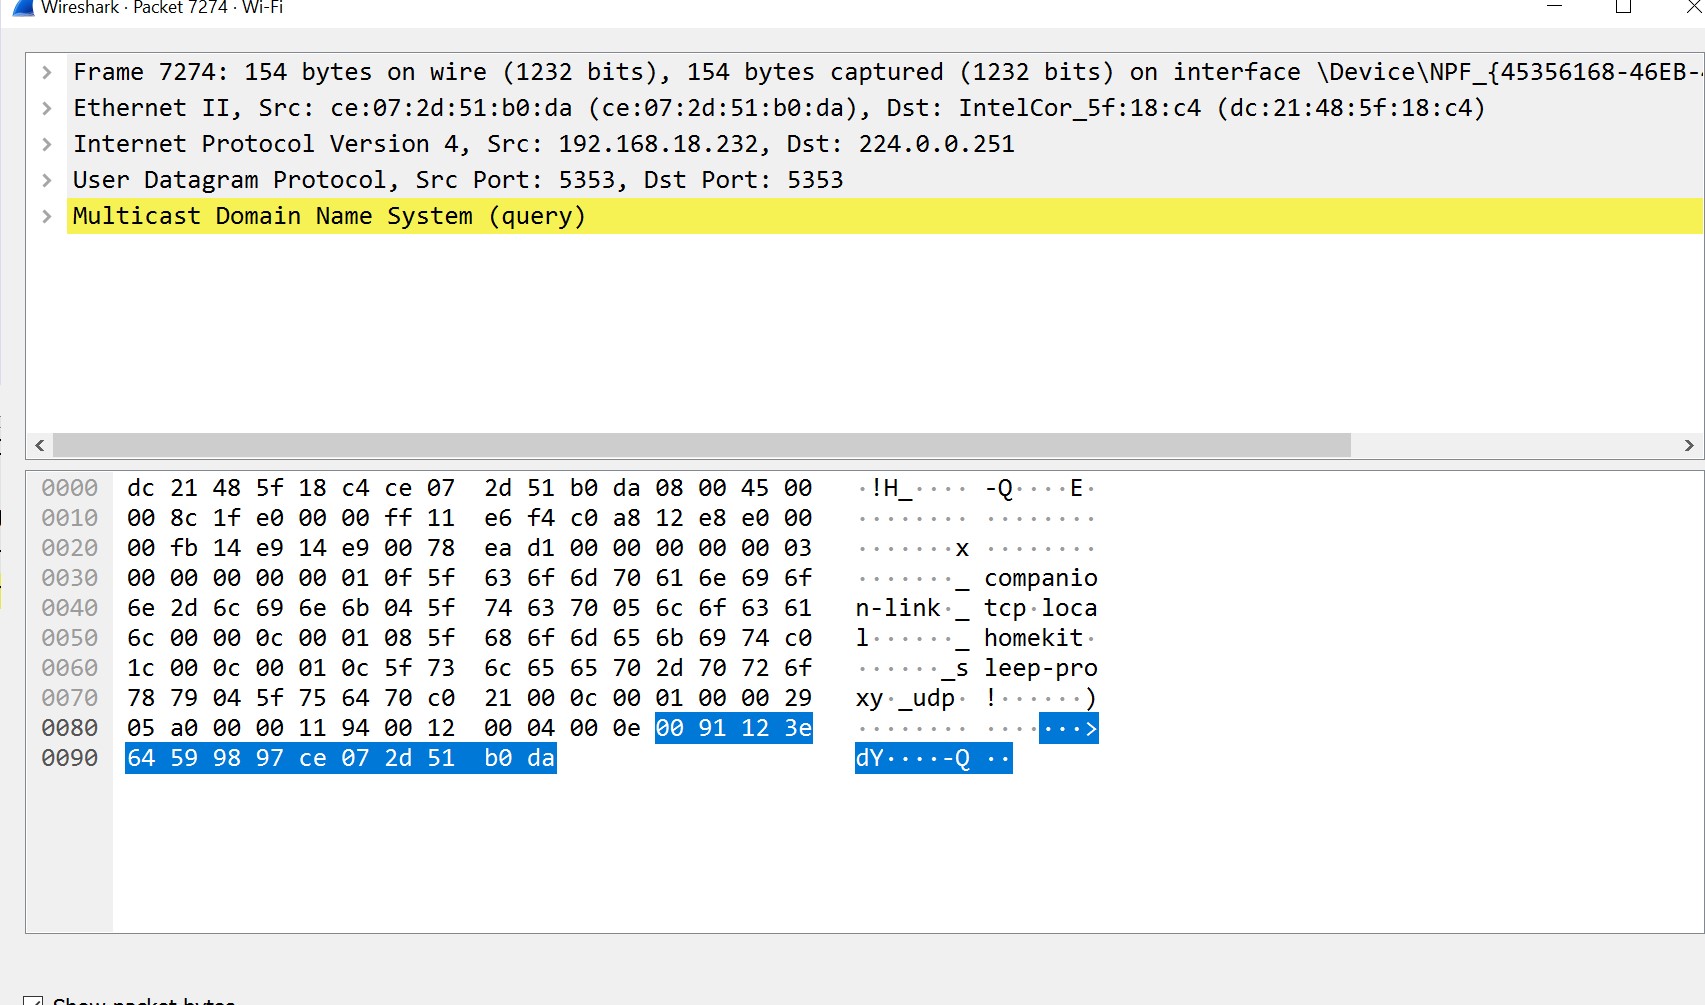 Wireshark · Packet 7274 · Wi-Fi
Frame 7274: 154 bytes on wire (1232 bits), 154 bytes captured (1232 bits) on interface \Device\NPF_{45356168-46EB-
Ethernet II, Src: ce:07:2d:51:b0:da (ce:07:2d:51:b0:da), Dst: IntelCor_5f:18:c4 (dc:21:48:5f:18:c4)
Internet Protocol Version 4, Src: 192.168.18.232, Dst: 224.0.0.251
User Datagram Protocol, Src Port: 5353, Dst Port: 5353
Multicast Domain Name System (query)
0000 dc 21 48 5f 18 c4 ce 07 2d 51 b0 da 08 00 45 00 ·!H_···· -Q····E·
0010 00 8c 1f e0 00 00 ff 11 e6 f4 c0 a8 12 e8 e0 00 ········ ········
0020 00 fb 14 e9 14 e9 00 78 ea d1 00 00 00 00 00 03 ·······x ········
0030 00 00 00 00 00 01 0f 5f 63 6f 6d 70 61 6e 69 6f ·······_ companio
0040 6e 2d 6c 69 6e 6b 04 5f 74 63 70 05 6c 6f 63 61 n-link·_ tcp·loca
0050 6c 00 00 0c 00 01 08 5f 68 6f 6d 65 6b 69 74 c0 l······_ homekit·
0060 1c 00 0c 00 01 0c 5f 73 6c 65 65 70 2d 70 72 6f ······_s leep-pro
0070 78 79 04 5f 75 64 70 c0 21 00 0c 00 01 00 00 29 xy·_udp· !······)
0080 05 a0 00 00 11 94 00 12 00 04 00 0e 00 91 12 3e ········ ·······>
0090 64 59 98 97 ce 07 2d 51 b0 da dY····-Q ··
Show packet bytes